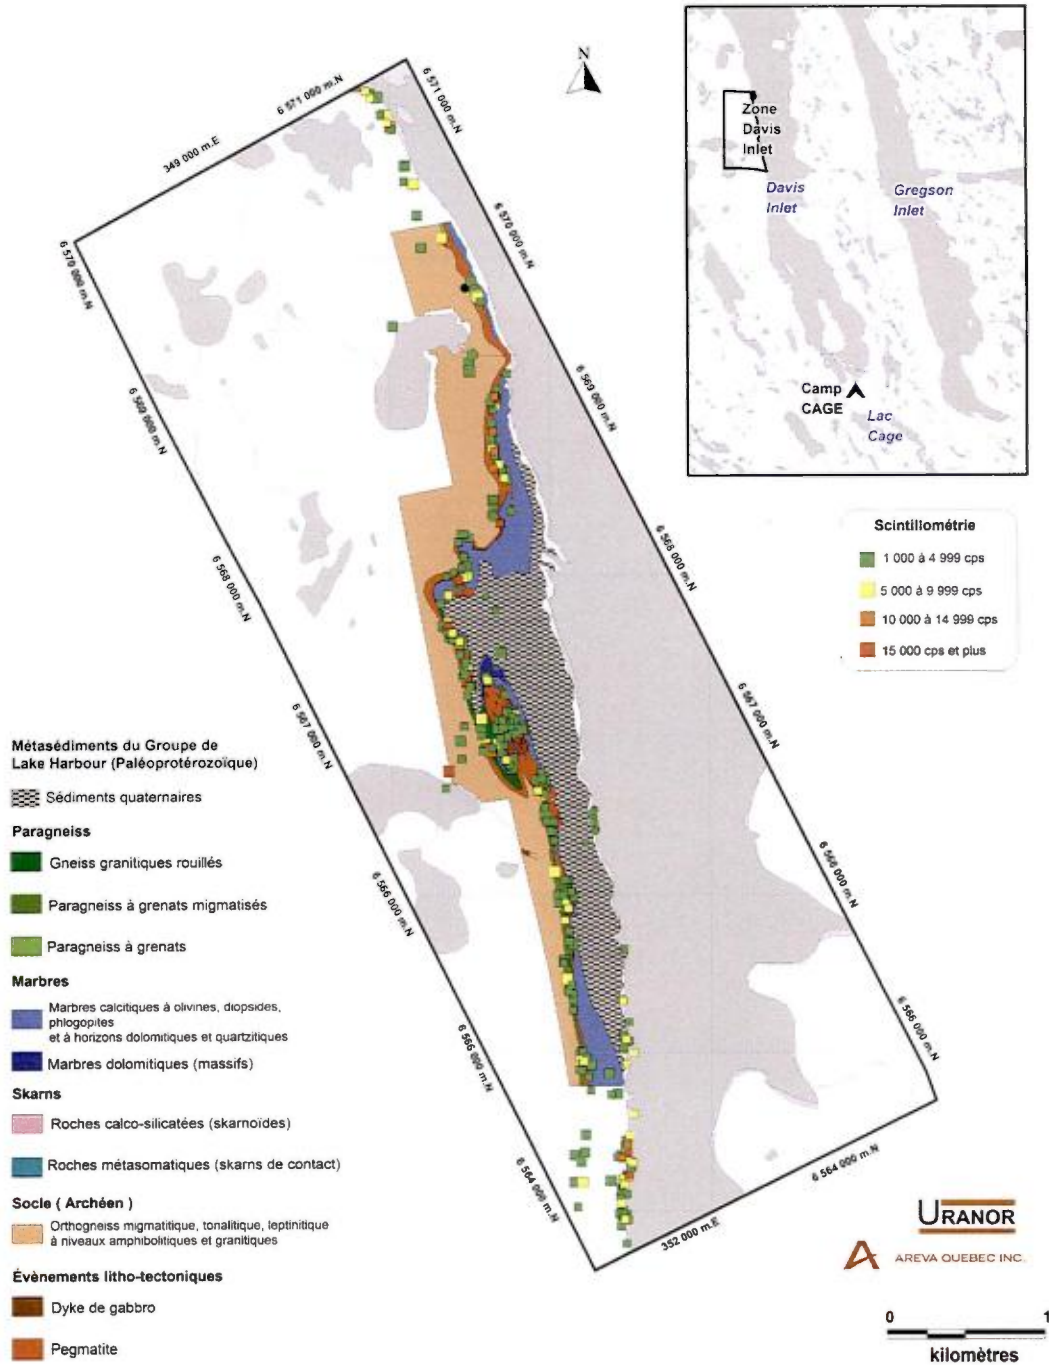 N
6 571 000 m.N
349 000 m.E
6 571 000 m.N
6 570 000 m.N
6 570 000 m.N
6 569 000 m.N
6 569 000 m.N
6 568 000 m.N
6 568 000 m.N
6 567 000 m.N
6 567 000 m.N
6 566 000 m.N
6 566 000 m.N
6 566 000 m.N
6 566 000 m.N
6 564 000 m.N
6 564 000 m.N
352 000 m.E
Zone
Davis
Inlet
Davis
Inlet
Gregson
Inlet
Camp
CAGE
Lac
Cage
Scintillométrie
1 000 à 4 999 cps
5 000 à 9 999 cps
10 000 à 14 999 cps
15 000 cps et plus
Métasédiments du Groupe de
Lake Harbour (Paléoprotérozoïque)
Sédiments quaternaires
Paragneiss
Gneiss granitiques rouillés
Paragneiss à grenats migmatisés
Paragneiss à grenats
Marbres
Marbres calcitiques à olivines, diopsides,
phlogopites
et à horizons dolomitiques et quartzitiques
Marbres dolomitiques (massifs)
Skarns
Roches calco-silicatées (skarnoïdes)
Roches métasomatiques (skarns de contact)
Socle ( Archéen )
Orthogneiss migmatitique, tonalitique, leptinitique
à niveaux amphibolitiques et granitiques
Évènements litho-tectoniques
Dyke de gabbro
Pegmatite
URANOR
AREVA QUEBEC INC.
0 1
kilomètres